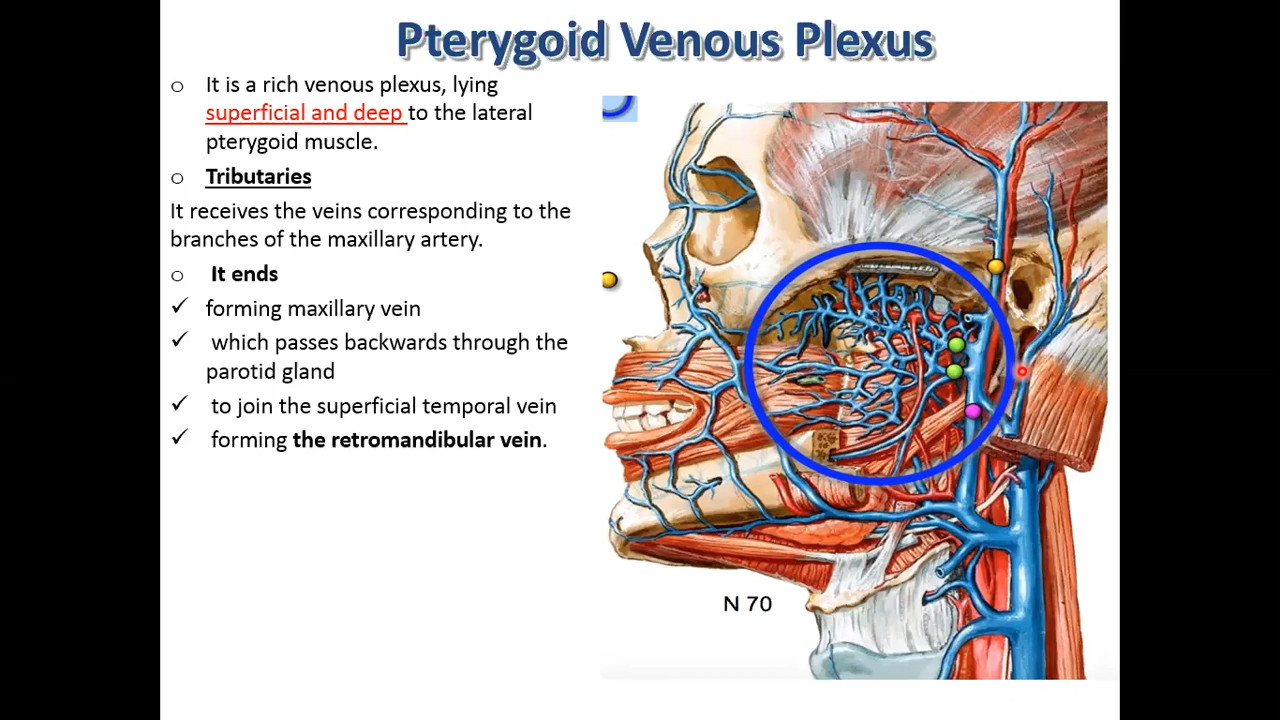 Pterygoid Venous Plexus
o It is a rich venous plexus, lying
superficial and deep to the lateral
pterygoid muscle.
o Tributaries
It receives the veins corresponding to the
branches of the maxillary artery.
o It ends
✓ forming maxillary vein
✓ which passes backwards through the
parotid gland
✓ to join the superficial temporal vein
✓ forming the retromandibular vein.
N 70